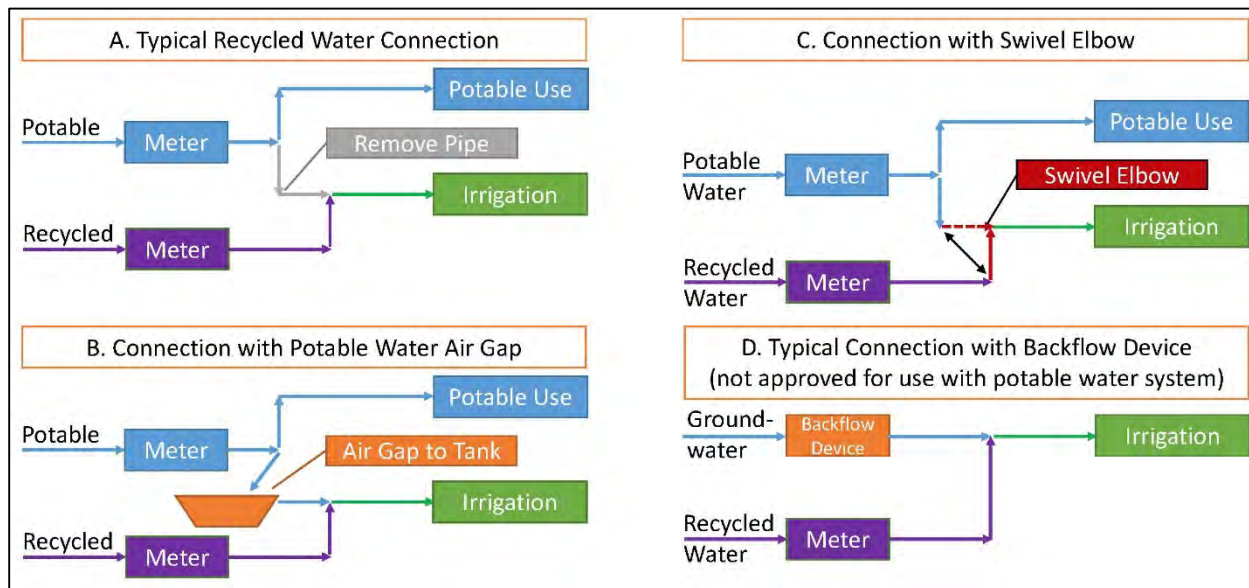 A. Typical Recycled Water Connection
Potable Use
Potable
Meter
Remove Pipe
Irrigation
Recycled
Meter
B. Connection with Potable Water Air Gap
Potable Use
Potable
Meter
Air Gap to Tank
Irrigation
Recycled
Meter
C. Connection with Swivel Elbow
Potable Use
Potable
Water
Meter
Swivel Elbow
Irrigation
Recycled
Water
Meter
D. Typical Connection with Backflow Device
(not approved for use with potable water system)
Ground-
water
Backflow
Device
Irrigation
Recycled
Water
Meter